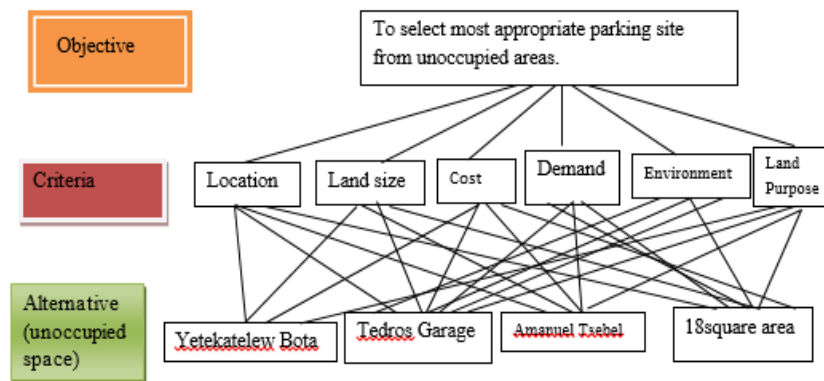 Objective
To select most appropriate parking site
from unoccupied areas.
Criteria
Location
Land size
Cost
Demand
Environment
Land
Purpose
Alternative
(unoccupied
space)
Yetekatelew Bota
Tedros Garage
Amanuel Tsebel
18square area